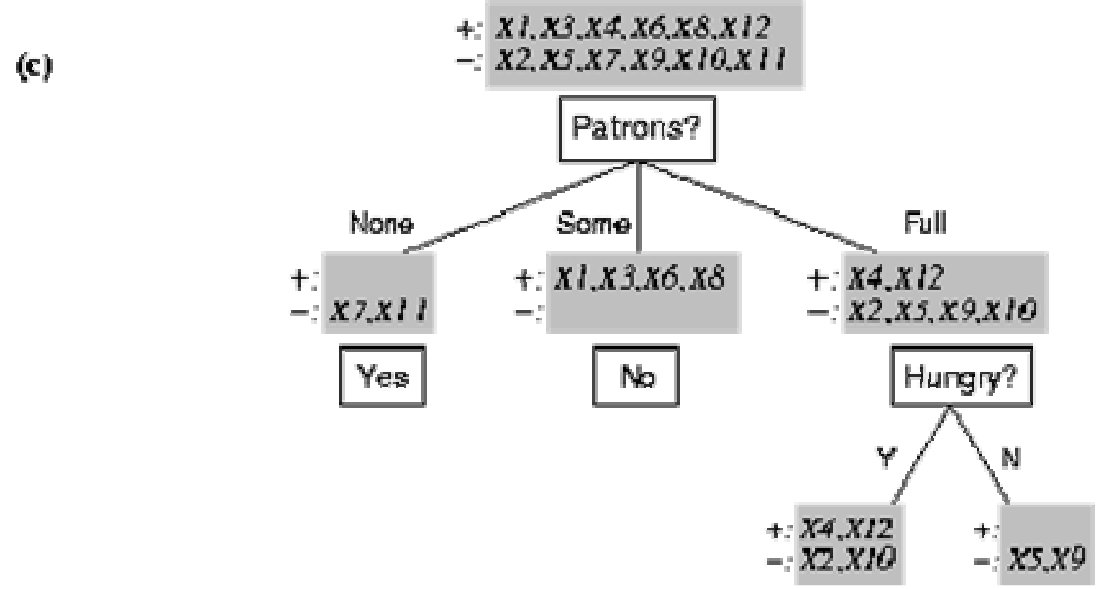 (c)
+: X1,X3,X4,X6,X8,X12
−: X2,X5,X7,X9,X10,X11
Patrons?
None Some Full
+: +: X1,X3,X6,X8 +: X4,X12
−: X7,X11 −: −: X2,X5,X9,X10
Yes No Hungry?
Y N
+: X4,X12 +:
−: X2,X10 −: X5,X9